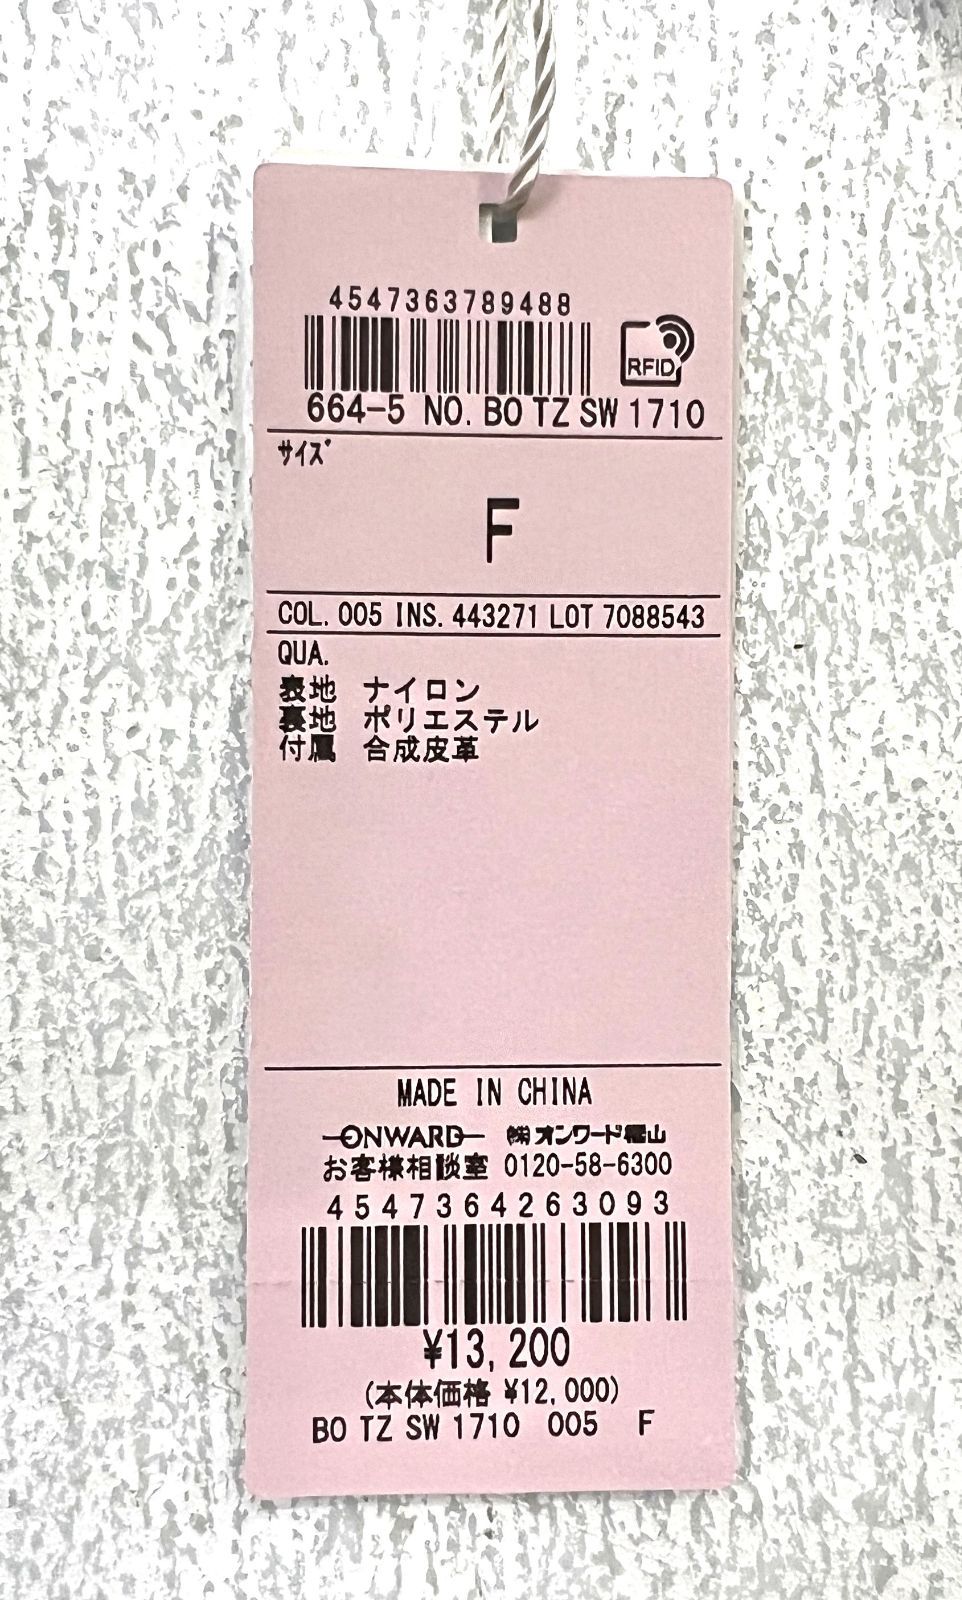 4547363789488
RFID
664-5 NO. BO TZ SW 1710
サイズ
F
COL. 005 INS. 443271 LOT 7088543
QUA.
表地 ナイロン
裏地 ポリエステル
付属 合成皮革
MADE IN CHINA
ONWARD ㈱オンワード樫山
お客様相談室 0120-58-6300
4547364263093
¥13,200
(本体価格 ¥12,000)
BO TZ SW 1710 005 F